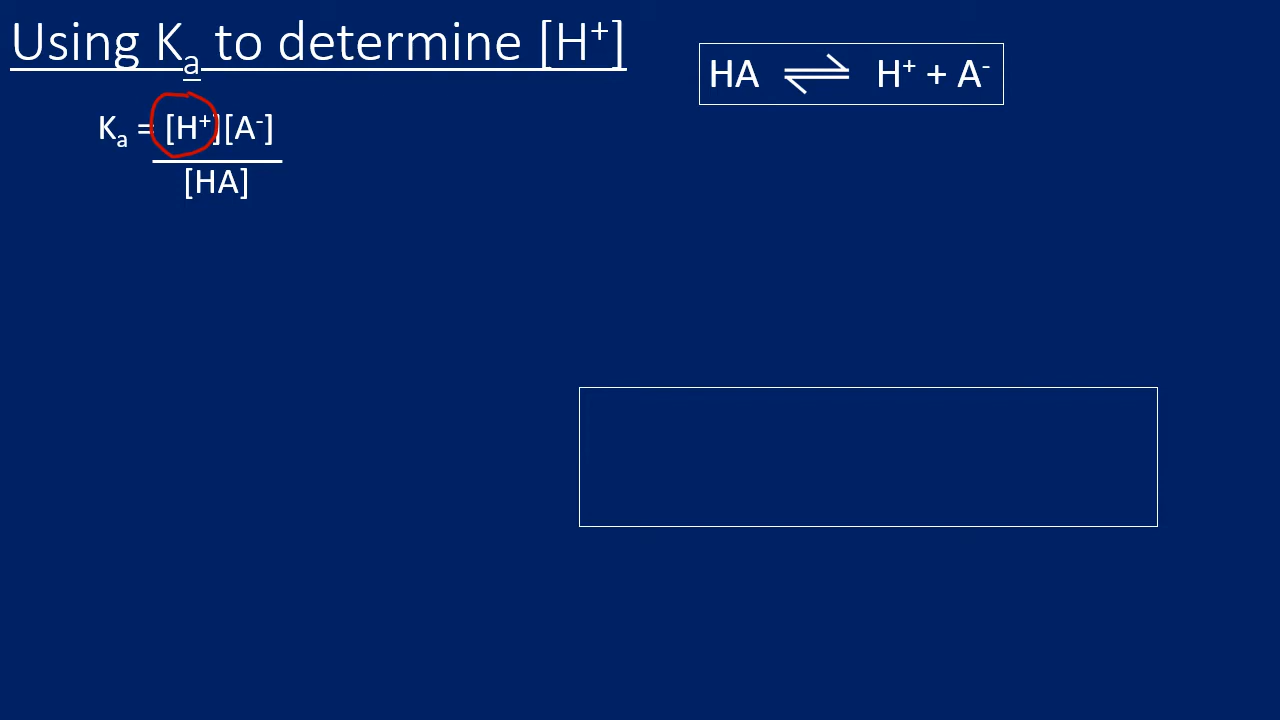 Using Kₐ to determine [H⁺]
HA ⇌ H⁺ + A⁻
Kₐ = [H⁺][A⁻]
[HA]